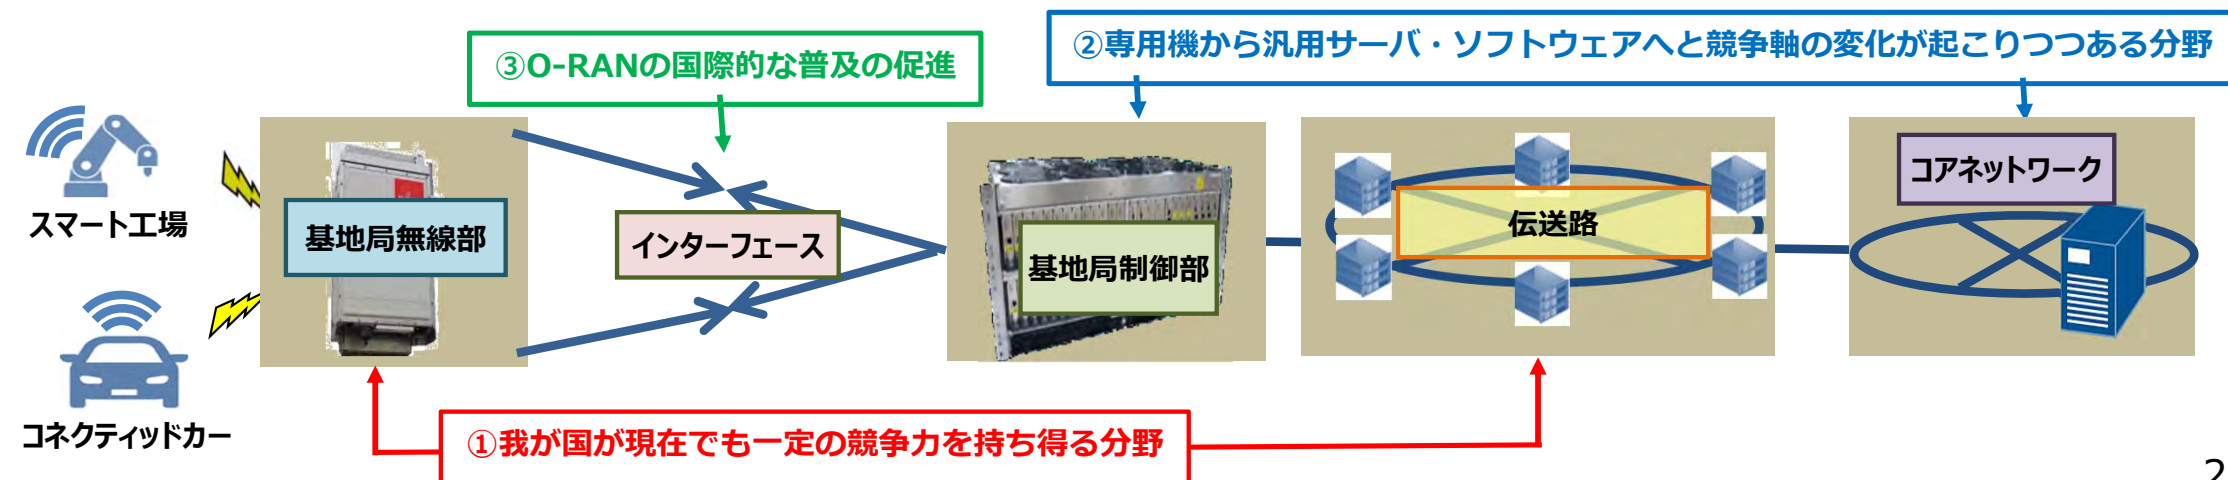 ②専用機から汎用サーバ・ソフトウェアへと競争軸の変化が起こりつつある分野
③O-RANの国際的な普及の促進
スマート工場
コネクティッドカー
基地局無線部
インターフェース
基地局制御部
伝送路
コアネットワーク
①我が国が現在でも一定の競争力を持ち得る分野
2